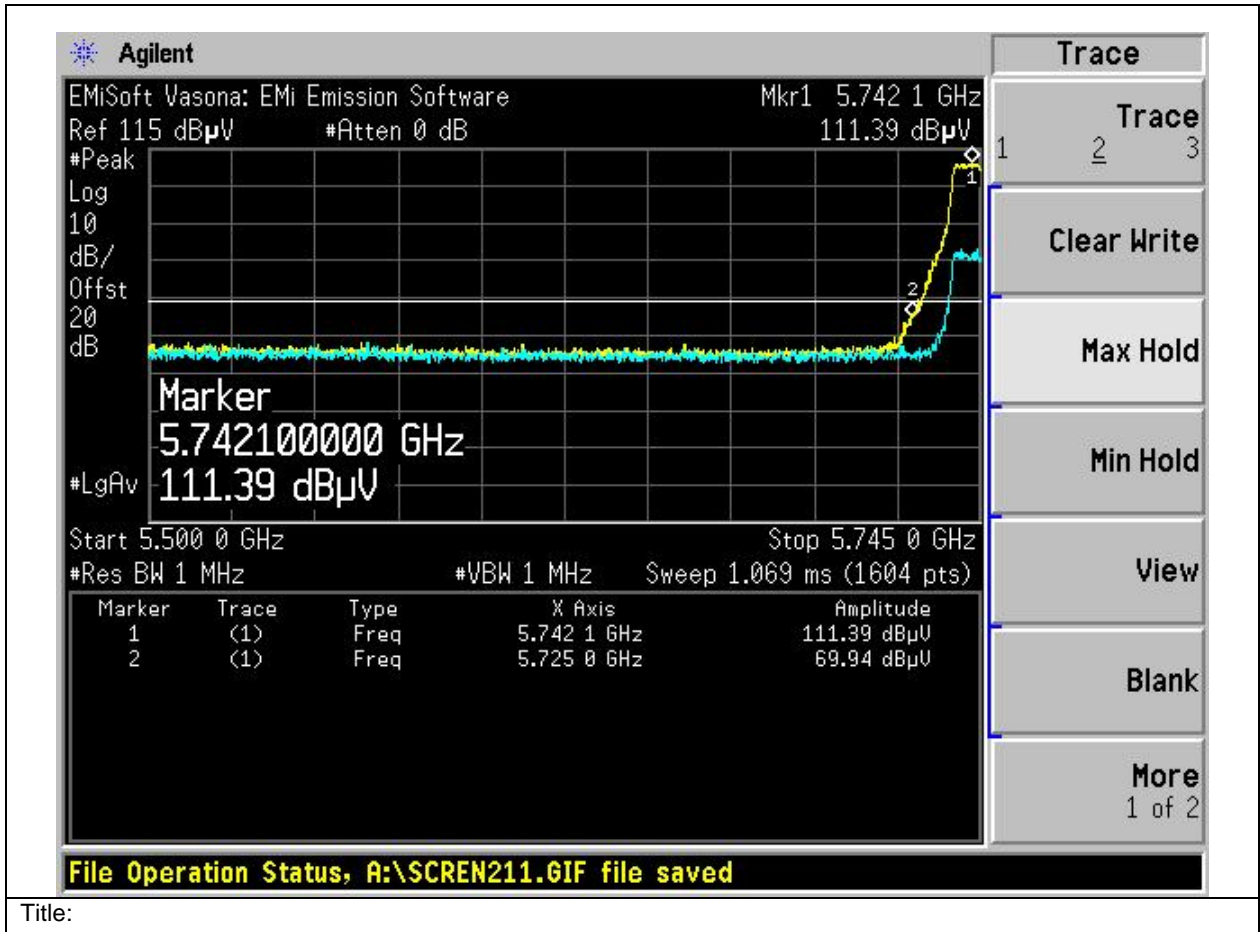 Agilent
EMiSoft Vasona: EMi Emission Software Mkr1 5.742 1 GHz
Ref 115 dBµV #Atten 0 dB 111.39 dBµV
#Peak
Log
10
dB/
Offst
20
dB
1
2
Marker
5.742100000 GHz
111.39 dBµV
#LgAv
Start 5.500 0 GHz Stop 5.745 0 GHz
#Res BW 1 MHz #VBW 1 MHz Sweep 1.069 ms (1604 pts)
Marker Trace Type X Axis Amplitude
1 (1) Freq 5.742 1 GHz 111.39 dBµV
2 (1) Freq 5.725 0 GHz 69.94 dBµV
File Operation Status, A:\SCREN211.GIF file saved
Trace
Trace
1 2 3
Clear Write
Max Hold
Min Hold
View
Blank
More
1 of 2
Title: